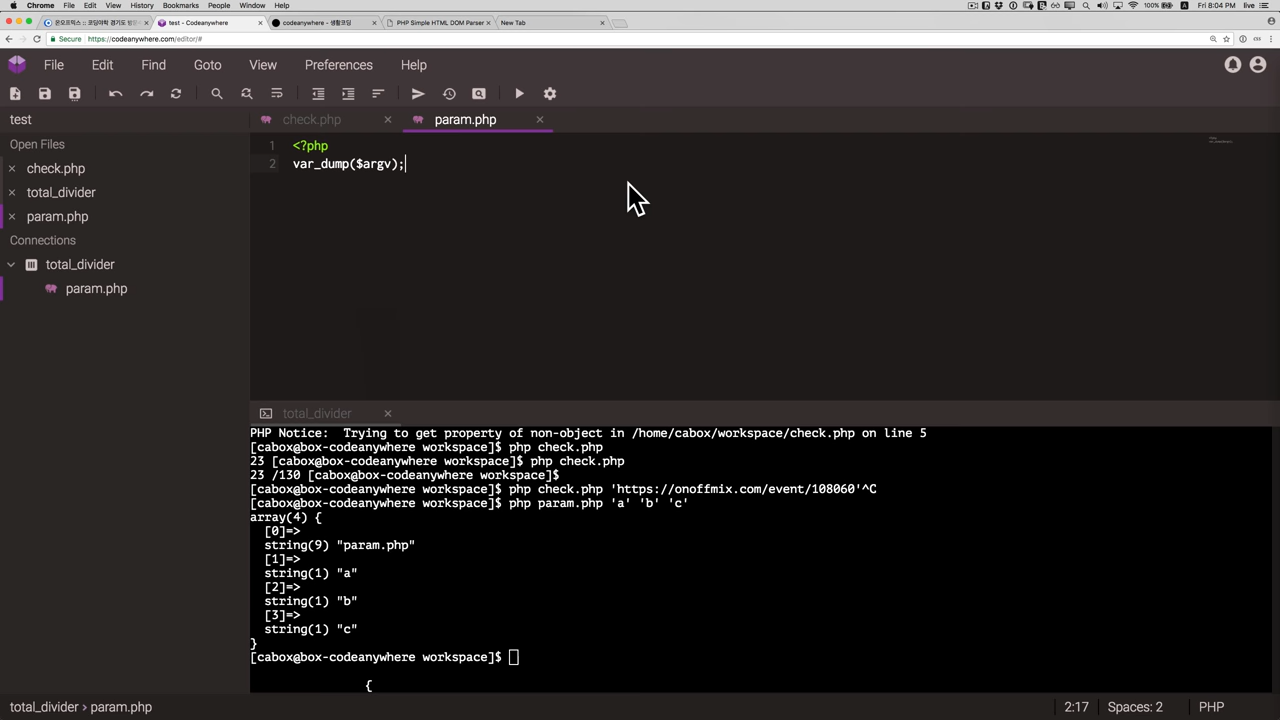 Chrome File Edit View History Bookmarks People Window Help 100% Fri 8:04 PM live
test - Codeanywhere codeanywhere - 생활코딩 PHP Simple HTML DOM Parser New Tab live
Secure https://codeanywhere.com/editor/#
File Edit Find Goto View Preferences Help
test check.php param.php
Open Files
check.php
total_divider
param.php
Connections
total_divider
param.php
1 <?php
2 var_dump($argv);
total_divider
PHP Notice: Trying to get property of non-object in /home/cabox/workspace/check.php on line 5
[cabox@box-codeanywhere workspace]$ php check.php
23 [cabox@box-codeanywhere workspace]$ php check.php
23 /130 [cabox@box-codeanywhere workspace]$
[cabox@box-codeanywhere workspace]$ php check.php 'https://onoffmix.com/event/108060'^C
[cabox@box-codeanywhere workspace]$ php param.php 'a' 'b' 'c'
array(4) {
[0]=>
string(9) "param.php"
[1]=>
string(1) "a"
[2]=>
string(1) "b"
[3]=>
string(1) "c"
}
[cabox@box-codeanywhere workspace]$
{
total_divider > param.php 2:17 Spaces: 2 PHP